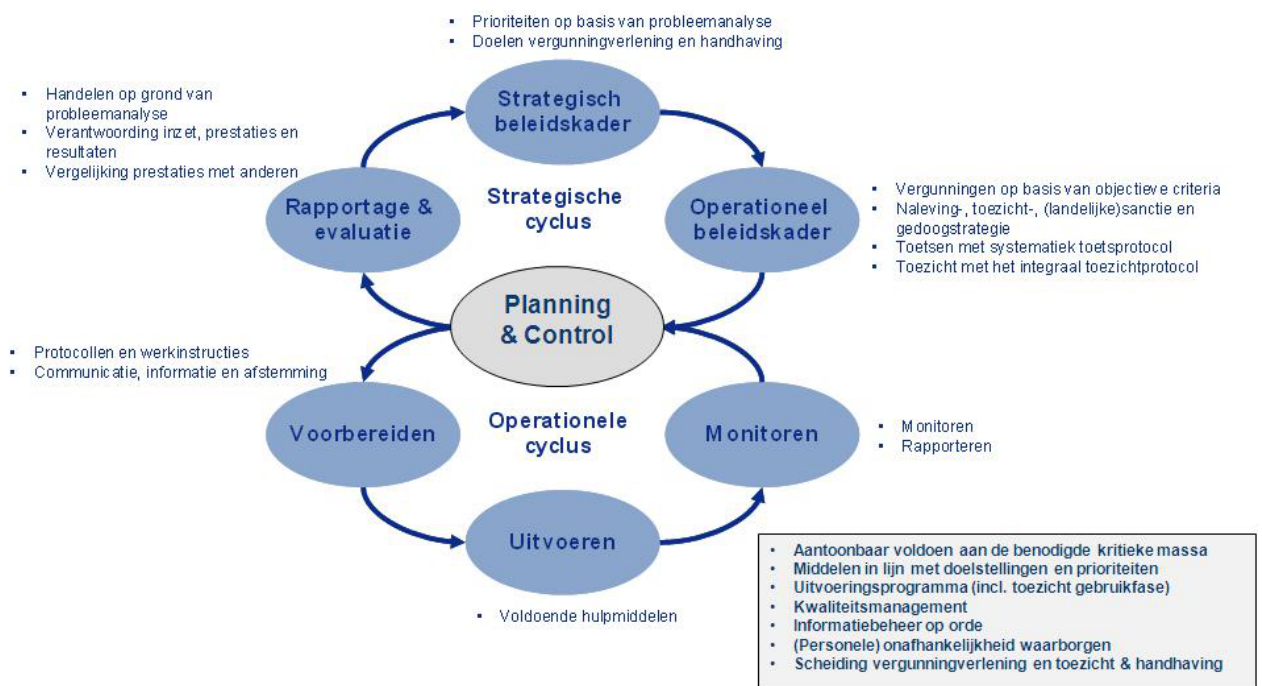 ▪ Prioriteiten op basis van probleemanalyse
▪ Doelen vergunningverlening en handhaving
▪ Handelen op grond van
probleemanalyse
▪ Verantwoording inzet, prestaties en
resultaten
▪ Vergelijking prestaties met anderen
Strategisch
beleidskader
Rapportage &
evaluatie
Strategische
cyclus
Operationeel
beleidskader
▪ Vergunningen op basis van objectieve criteria
▪ Naleving-, toezicht-, (landelijke)sanctie en
gedoogstrategie
▪ Toetsen met systematiek toetsprotocol
▪ Toezicht met het integraal toezichtprotocol
Planning
& Control
▪ Protocollen en werkinstructies
▪ Communicatie, informatie en afstemming
Voorbereiden
Operationele
cyclus
Monitoren
▪ Monitoren
▪ Rapporteren
Uitvoeren
▪ Voldoende hulpmiddelen
• Aantoonbaar voldoen aan de benodigde kritieke massa
• Middelen in lijn met doelstellingen en prioriteiten
• Uitvoeringsprogramma (incl. toezicht gebruikfase)
• Kwaliteitsmanagement
• Informatiebeheer op orde
• (Personele) onafhankelijkheid waarborgen
• Scheiding vergunningverlening en toezicht & handhaving